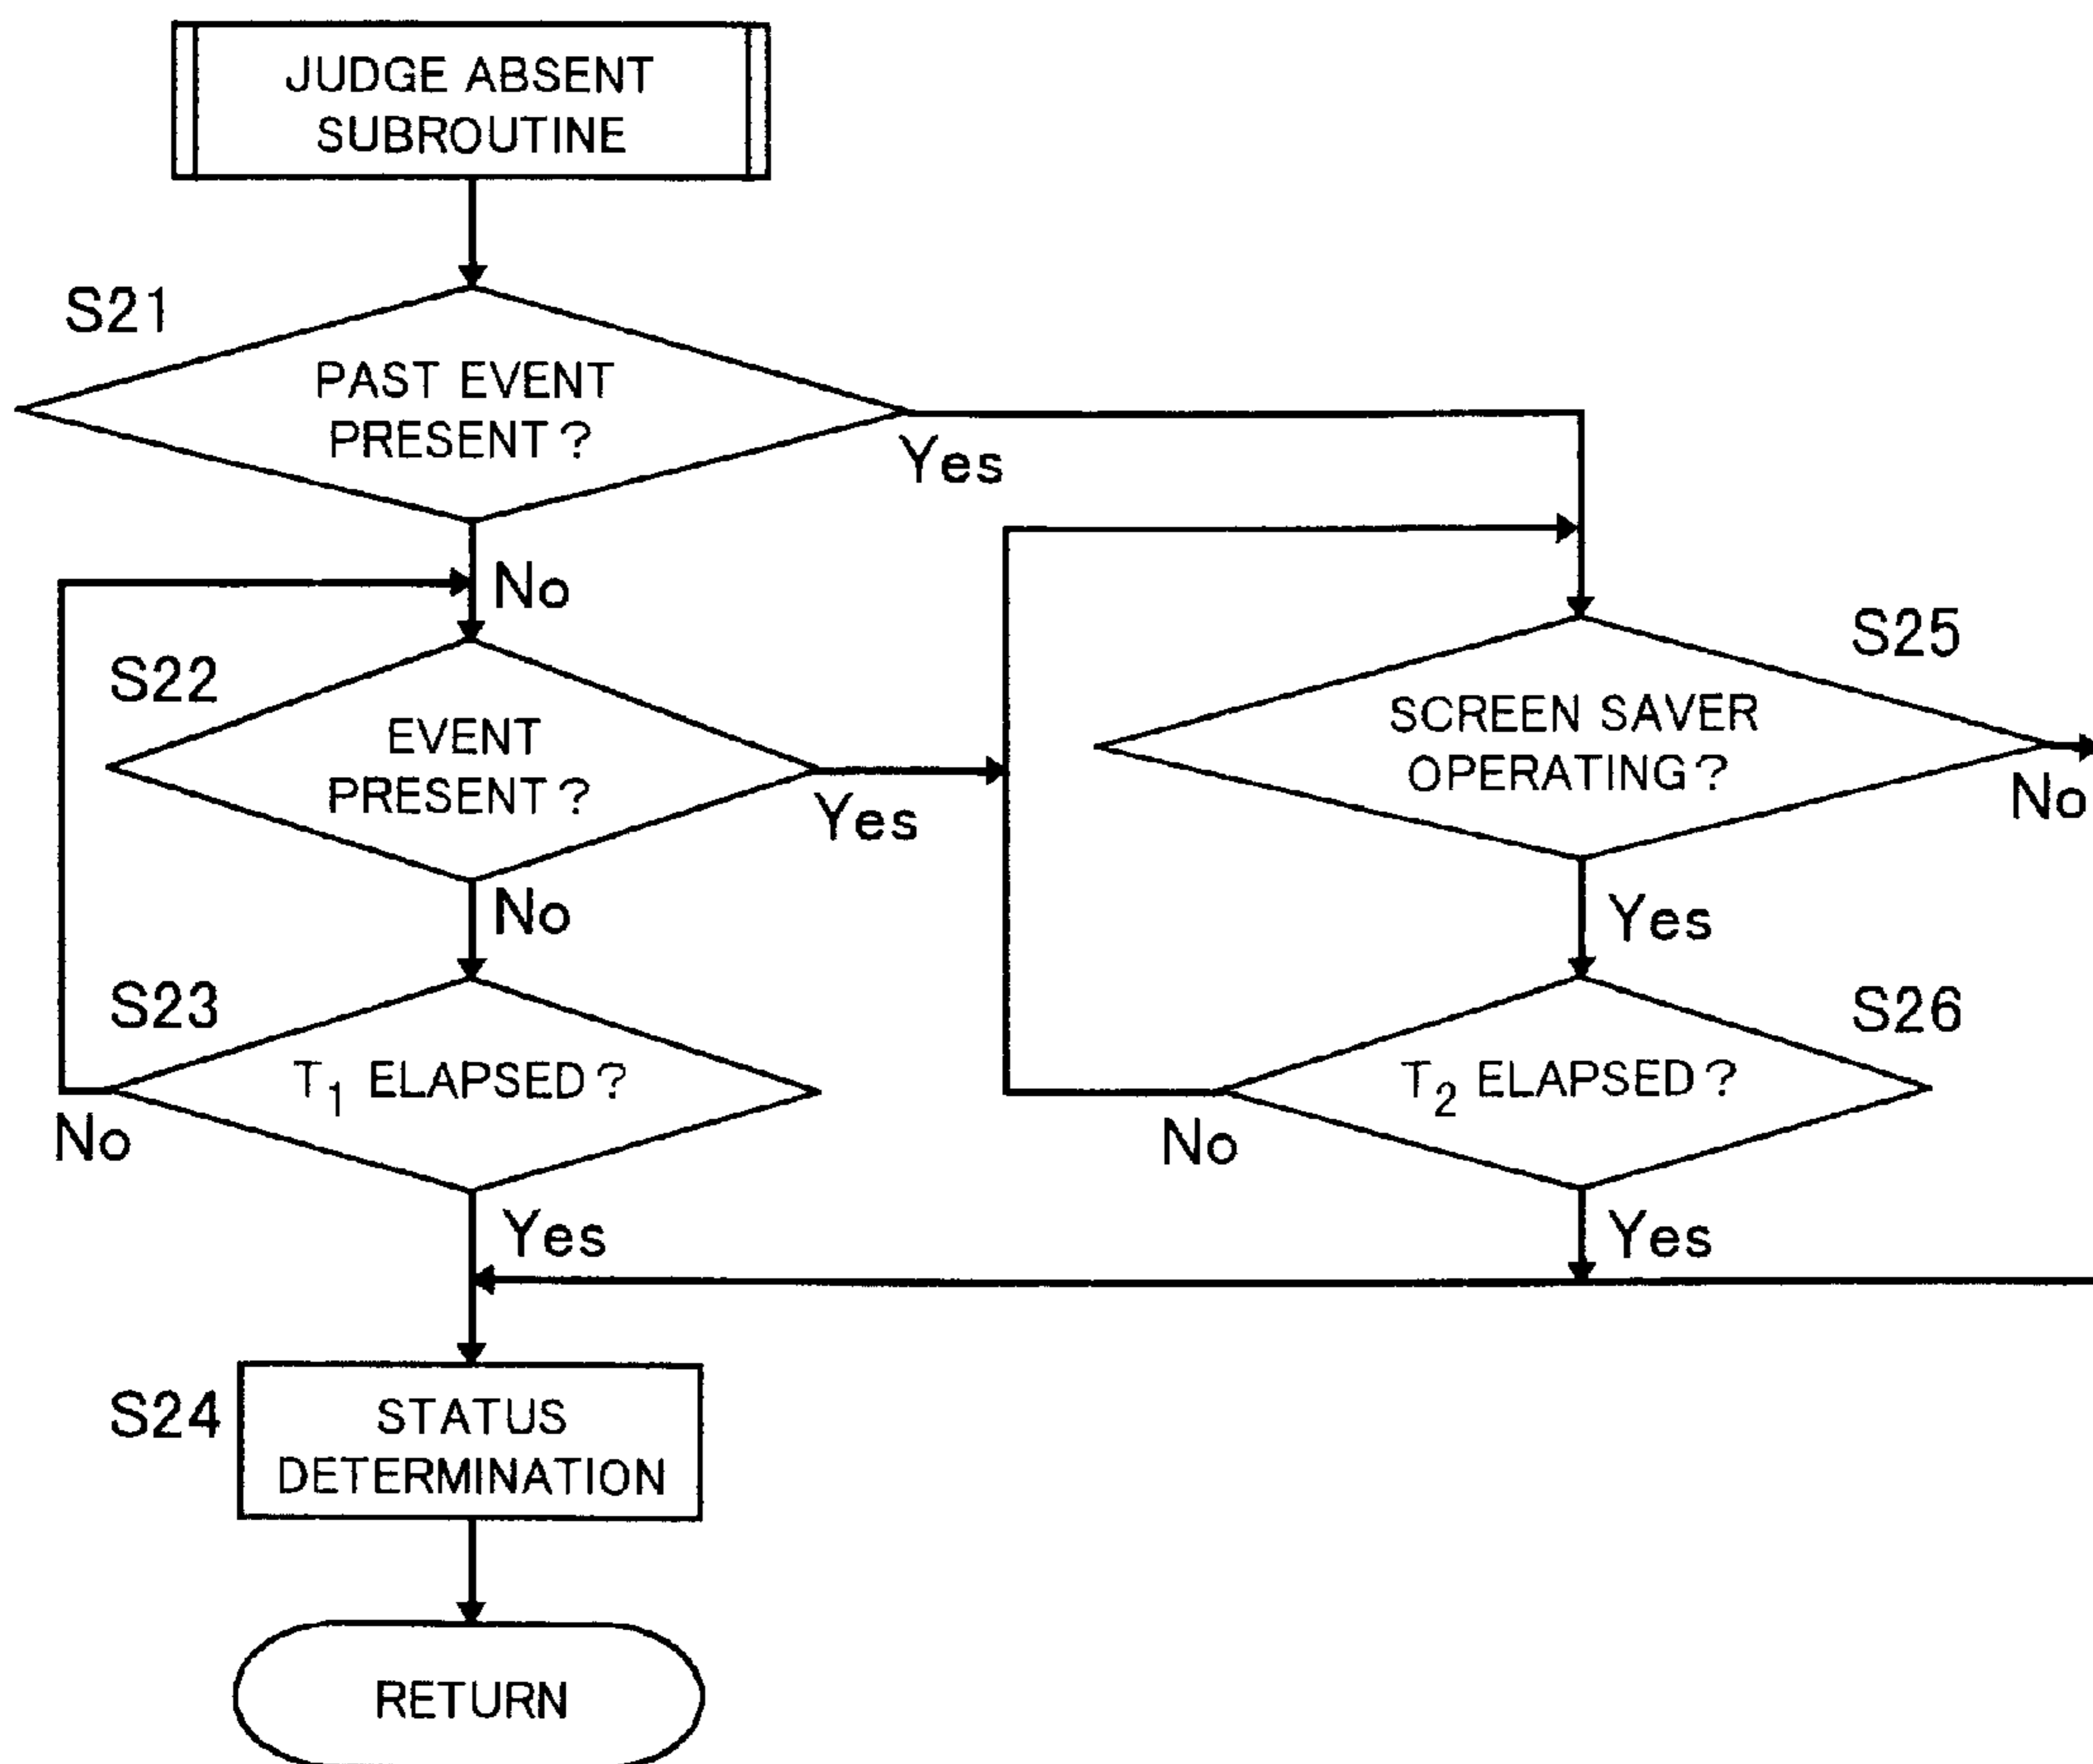 JUDGE ABSENT
SUBROUTINE
S21
PAST EVENT
PRESENT?
Yes
No
S22
EVENT
PRESENT?
Yes
No
S23
T1 ELAPSED?
No
Yes
S25
SCREEN SAVER
OPERATING?
No
Yes
S26
T2 ELAPSED?
No
Yes
S24
STATUS
DETERMINATION
RETURN